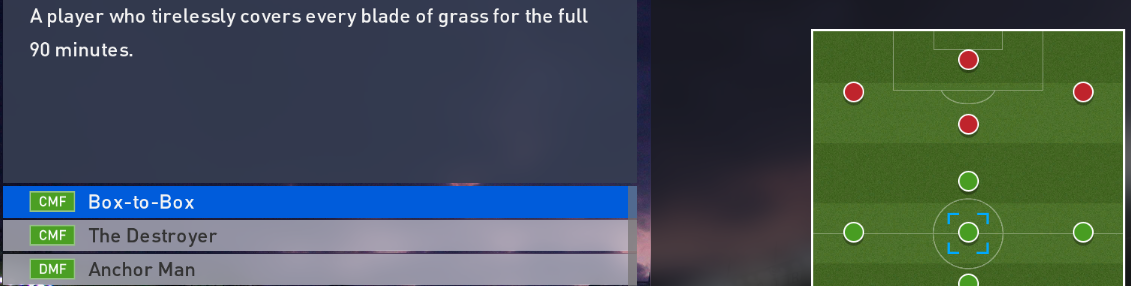 A player who tirelessly covers every blade of grass for the full
90 minutes.
CMF Box-to-Box
CMF The Destroyer
DMF Anchor Man